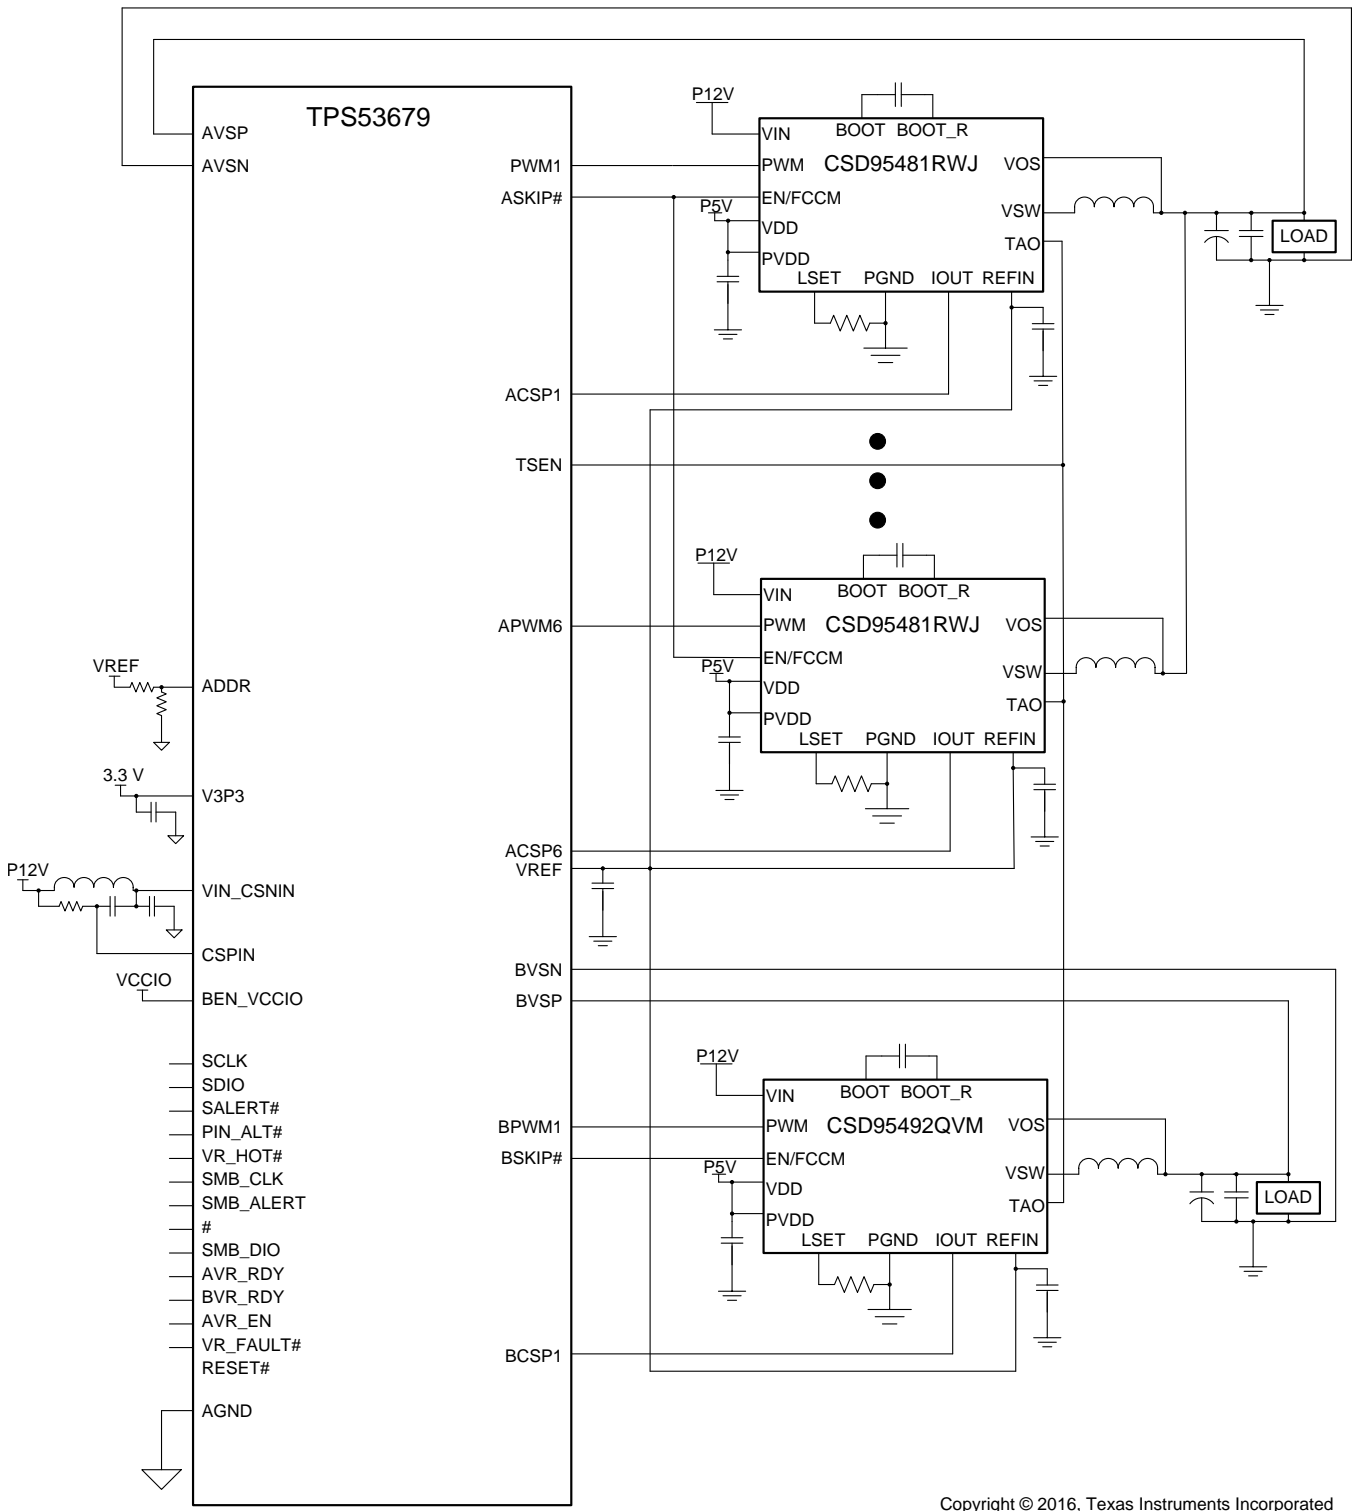 TPS53679
AVSP
AVSN
PWM1
ASKIP#
ACSP1
TSEN
APWM6
VREF
ADDR
3.3 V
V3P3
P12V
VIN_CSNIN
CSPIN
VCCIO
BEN_VCCIO
SCLK
SDIO
SALERT#
PIN_ALT#
VR_HOT#
SMB_CLK
SMB_ALERT
#
SMB_DIO
AVR_RDY
BVR_RDY
AVR_EN
VR_FAULT#
RESET#
AGND
ACSP6
VREF
BVSN
BVSP
BPWM1
BSKIP#
BCSP1
P12V
BOOT BOOT_R
VIN
CSD95481RWJ
PWM
VOS
EN/FCCM
P5V
VSW
VDD
TAO
PVDD
LSET PGND IOUT REFIN
LOAD
P12V
BOOT BOOT_R
VIN
CSD95481RWJ
PWM
VOS
EN/FCCM
P5V
VSW
VDD
TAO
PVDD
LSET PGND IOUT REFIN
P12V
BOOT BOOT_R
VIN
CSD95492QVM
PWM
VOS
EN/FCCM
P5V
VSW
VDD
TAO
PVDD
LSET PGND IOUT REFIN
LOAD
Copyright © 2016, Texas Instruments Incorporated